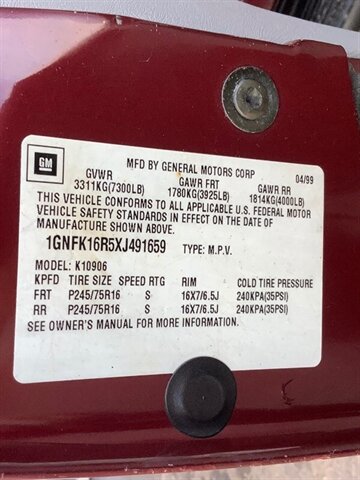 GM
MFD BY GENERAL MOTORS CORP 04/99
GVWR GAWR FRT GAWR RR
3311KG(7300LB) 1780KG(3925LB) 1814KG(4000LB)
THIS VEHICLE CONFORMS TO ALL APPLICABLE U.S. FEDERAL MOTOR
VEHICLE SAFETY STANDARDS IN EFFECT ON THE DATE OF
MANUFACTURE SHOWN ABOVE.
1GNFK16R5XJ491659 TYPE: M.P.V.
MODEL: K10906
KPFD TIRE SIZE SPEED RTG RIM COLD TIRE PRESSURE
FRT P245/75R16 S 16X7/6.5J 240KPA(35PSI)
RR P245/75R16 S 16X7/6.5J 240KPA(35PSI)
SEE OWNER'S MANUAL FOR MORE INFORMATION.